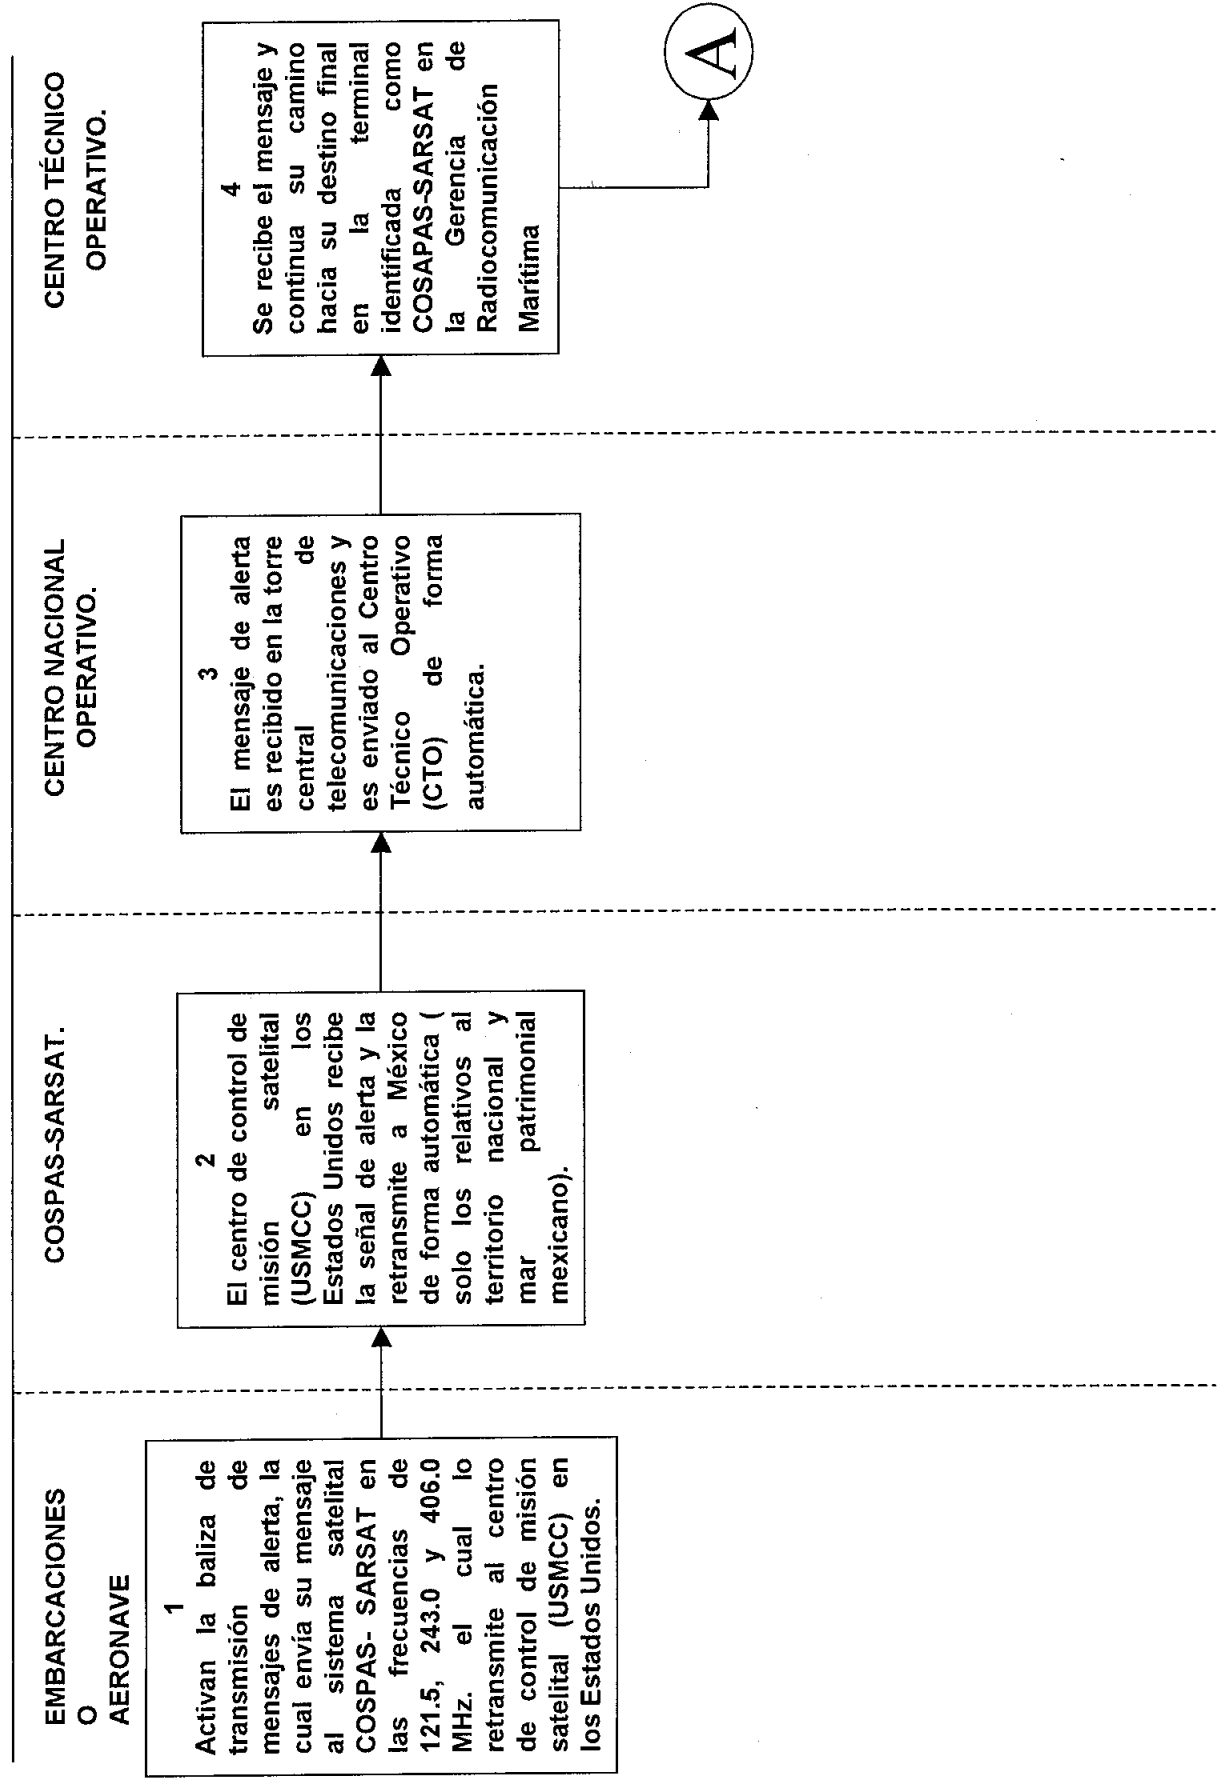 EMBARCACIONES
O
AERONAVE
COSPAS-SARSAT.
CENTRO NACIONAL
OPERATIVO.
CENTRO TÉCNICO
OPERATIVO.
1
Activan la baliza de
transmisión de
mensajes de alerta, la
cual envía su mensaje
al sistema satelital
COSPAS- SARSAT en
las frecuencias de
121.5, 243.0 y 406.0
MHz. el cual lo
retransmite al centro
de control de misión
satelital (USMCC) en
los Estados Unidos.
2
El centro de control de
misión satelital
(USMCC) en los
Estados Unidos recibe
la señal de alerta y la
retransmite a México
de forma automática (
solo los relativos al
territorio nacional y
mar patrimonial
mexicano).
3
El mensaje de alerta
es recibido en la torre
central de
telecomunicaciones y
es enviado al Centro
Técnico Operativo
(CTO) de forma
automática.
4
Se recibe el mensaje y
continua su camino
hacia su destino final
en la terminal
identificada como
COSAPAS-SARSAT en
la Gerencia de
Radiocomunicación
Marítima
A